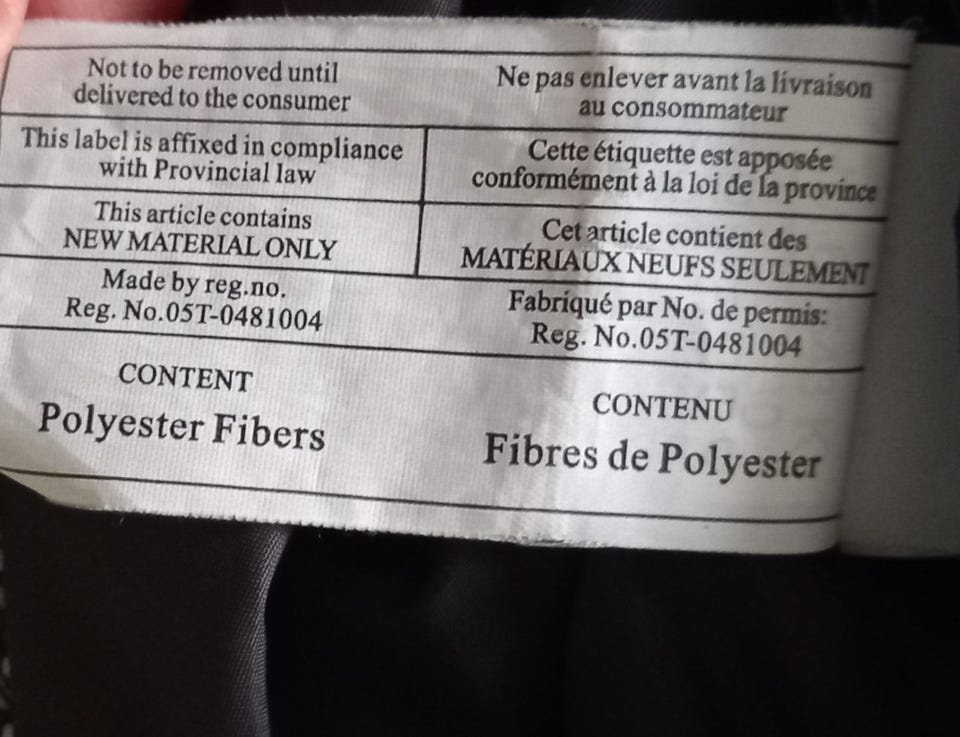 Not to be removed until
delivered to the consumer
Ne pas enlever avant la livraison
au consommateur
This label is affixed in compliance
with Provincial law
Cette étiquette est apposée
conformément à la loi de la province
This article contains
NEW MATERIAL ONLY
Cet article contient des
MATÉRIAUX NEUFS SEULEMENT
Made by reg.no.
Reg. No.05T-0481004
Fabriqué par No. de permis:
Reg. No.05T-0481004
CONTENT
Polyester Fibers
CONTENU
Fibres de Polyester